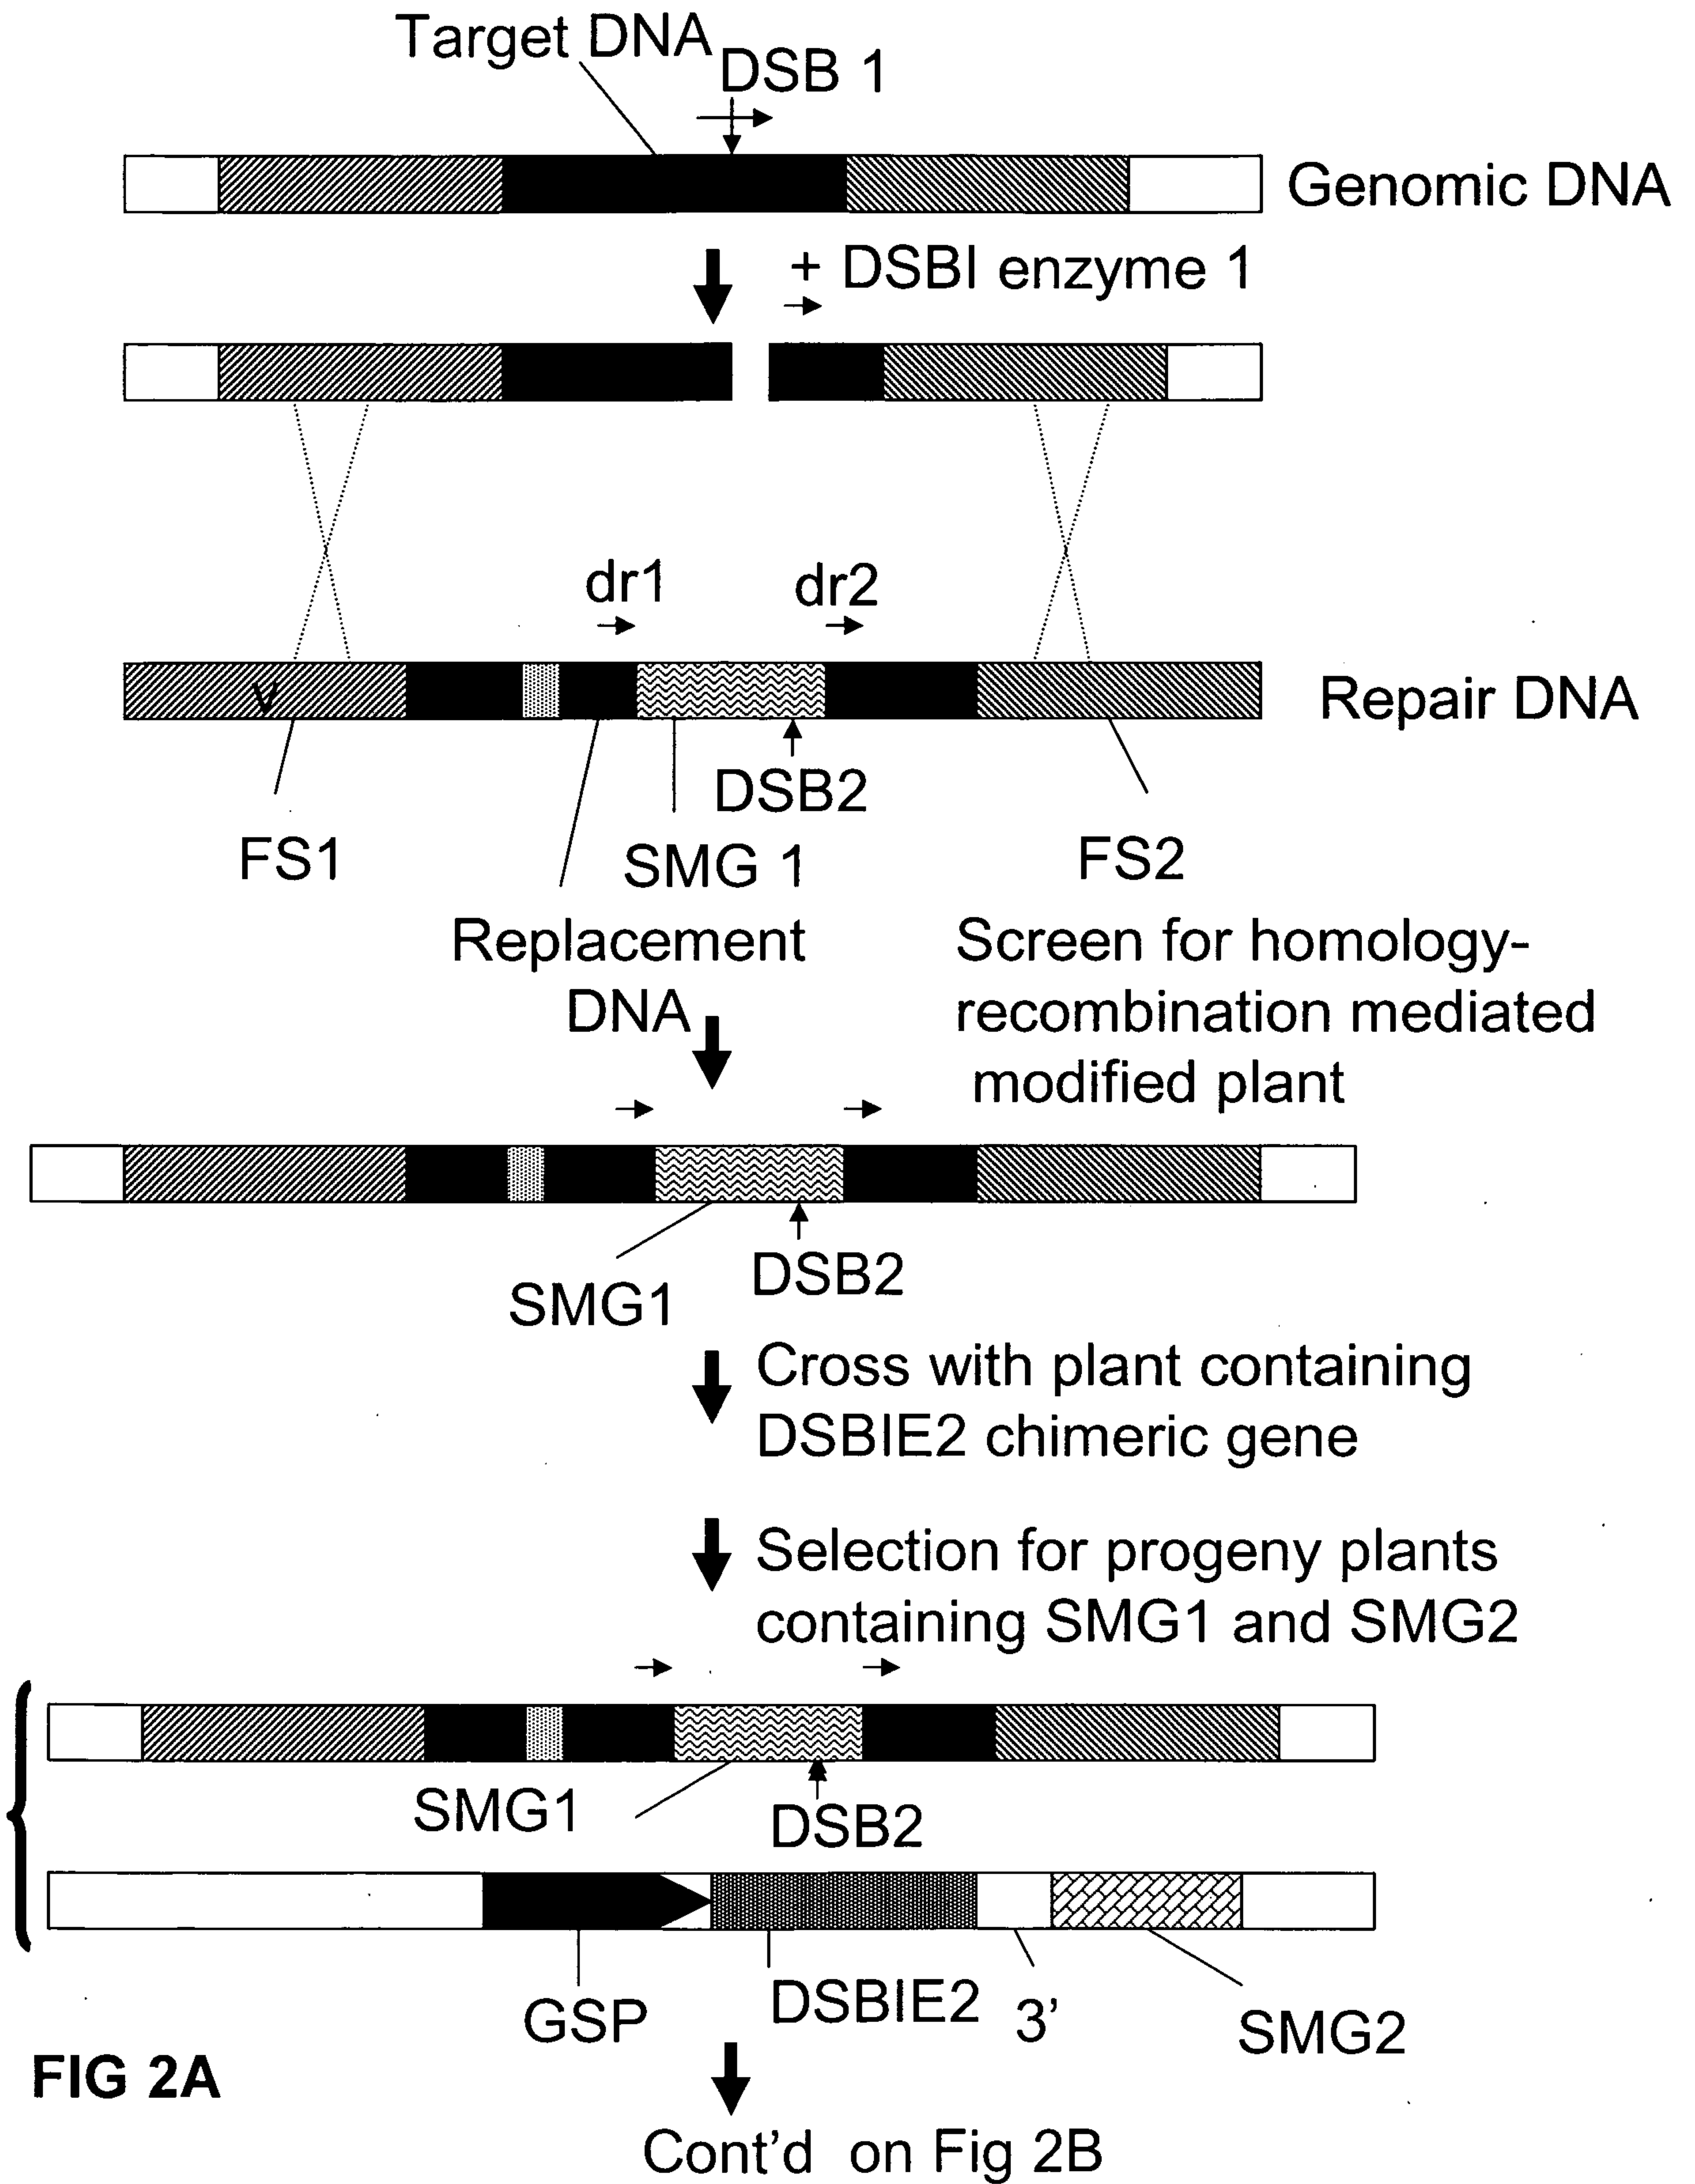 Target DNA
DSB 1
Genomic DNA
+ DSBI enzyme 1
dr1
dr2
V
Repair DNA
DSB2
FS1
SMG 1
FS2
Replacement
DNA
Screen for homology-
recombination mediated
modified plant
DSB2
SMG1
Cross with plant containing
DSBIE2 chimeric gene
Selection for progeny plants
containing SMG1 and SMG2
SMG1
DSB2
GSP
DSBIE2
3’
SMG2
FIG 2A
Cont’d on Fig 2B